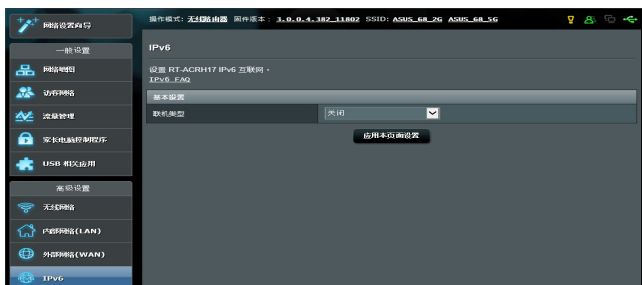 网络设置向导
操作模式: 无线路由器 固件版本: 3.0.0.4.382_11802 SSID: ASUS_68_2G ASUS_68_5G
一般设置
网络地图
访客网络
流量管理
家长电脑控制程序
USB 相关应用
高级设置
无线网络
内部网络(LAN)
外部网络(WAN)
IPv6
IPv6
设置 RT-ACRH17 IPv6 互联网。
IPv6 FAQ
基本设置
联机类型 关闭
应用本页面设置